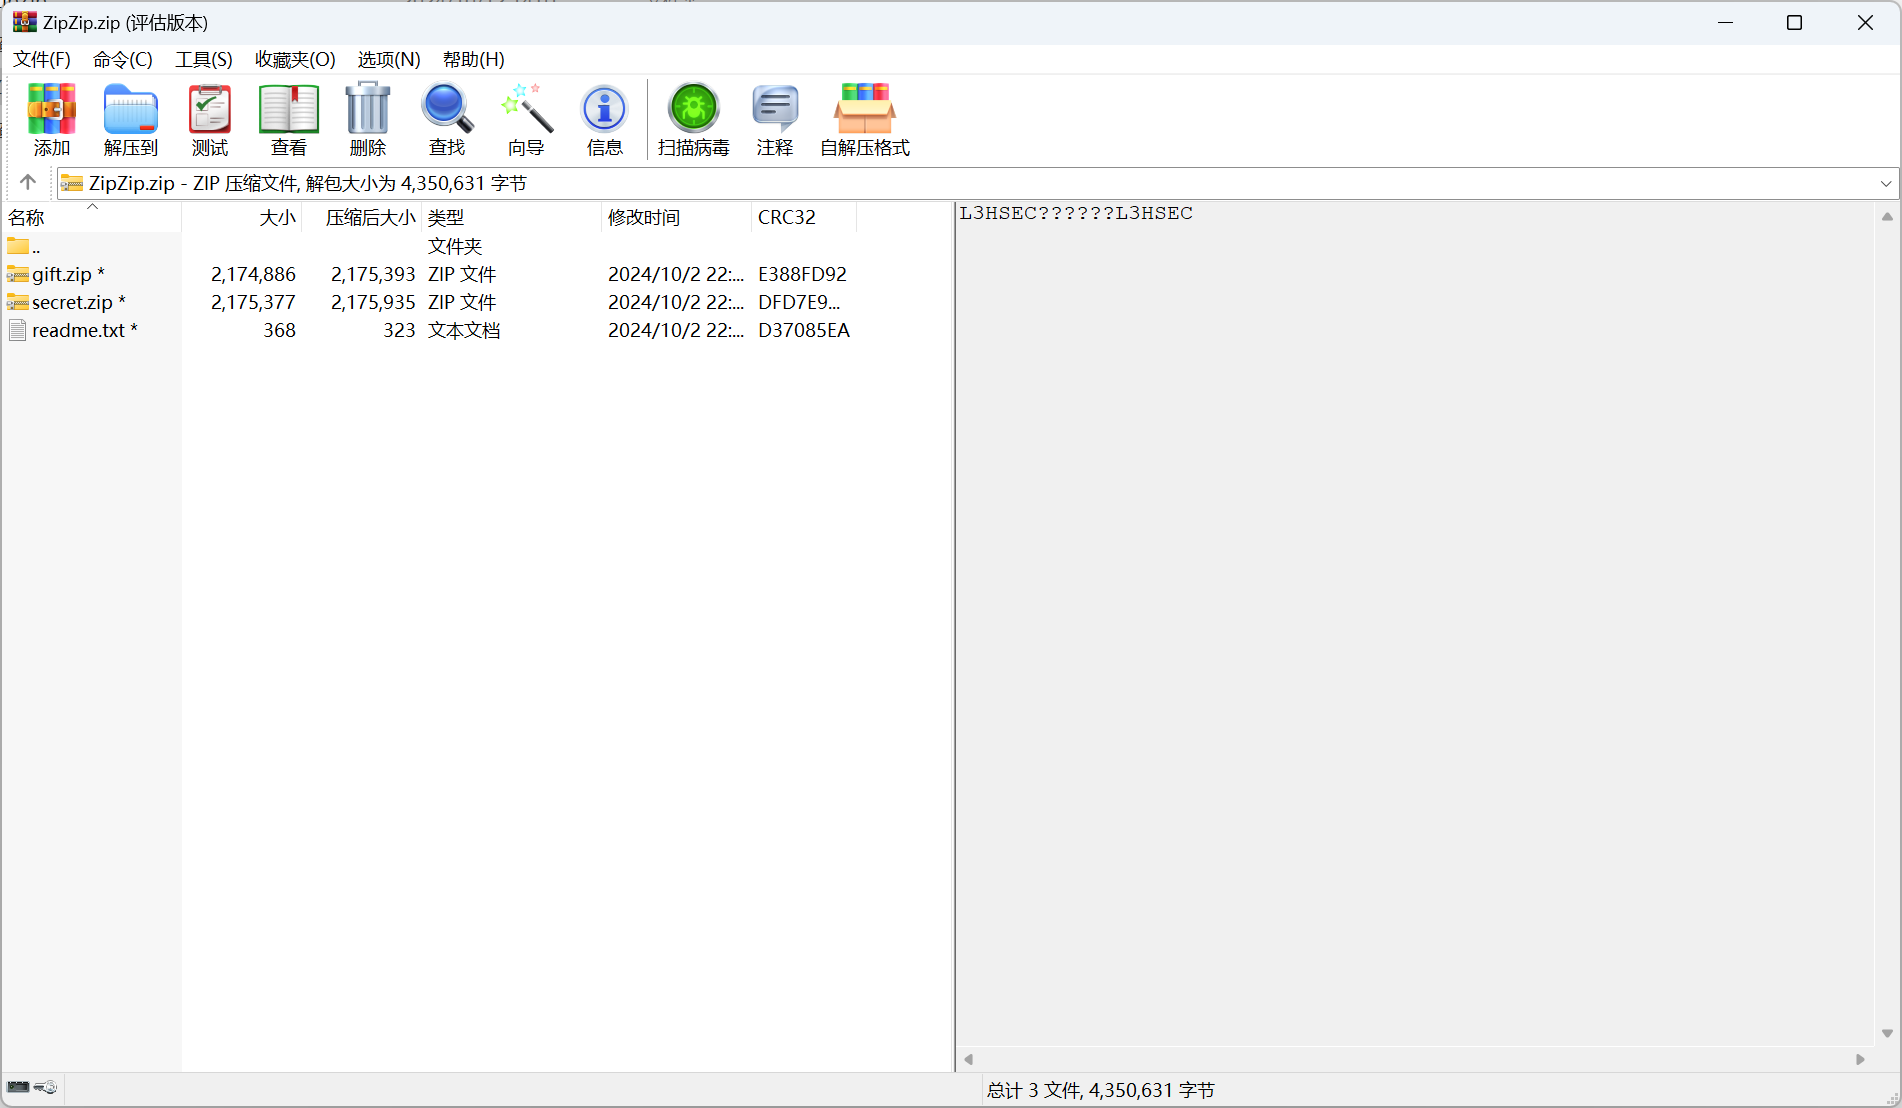 ZipZip.zip (评估版本)
文件(F) 命令(C) 工具(S) 收藏夹(O) 选项(N) 帮助(H)
添加 解压到 测试 查看 删除 查找 向导 信息 扫描病毒 注释 自解压格式
ZipZip.zip - ZIP 压缩文件, 解包大小为 4,350,631 字节
名称 大小 压缩后大小 类型 修改时间 CRC32
.. 文件夹
gift.zip * 2,174,886 2,175,393 ZIP 文件 2024/10/2 22:... E388FD92
secret.zip * 2,175,377 2,175,935 ZIP 文件 2024/10/2 22:... DFD7E9...
readme.txt * 368 323 文本文档 2024/10/2 22:... D37085EA
L3HSEC??????L3HSEC
总计 3 文件, 4,350,631 字节